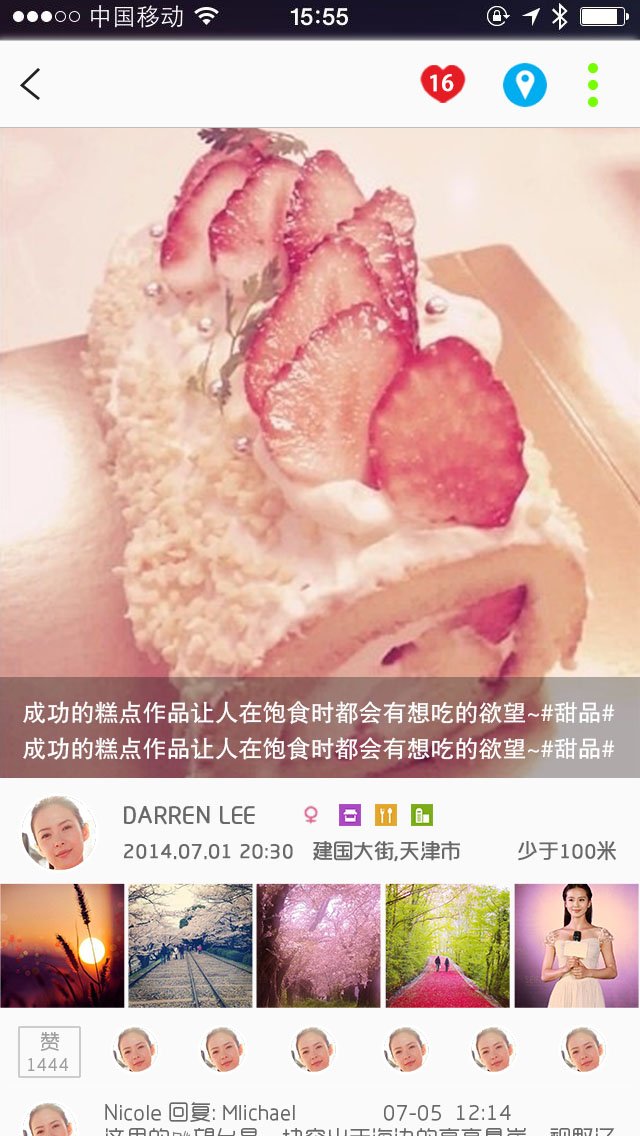 中国移动 15:55
16
成功的糕点作品让人在饱食时都会有想吃的欲望~#甜品#
成功的糕点作品让人在饱食时都会有想吃的欲望~#甜品#
DARREN LEE
2014.07.01 20:30 建国大街,天津市 少于100米
赞
1444
Nicole 回复: MIichael 07-05 12:14